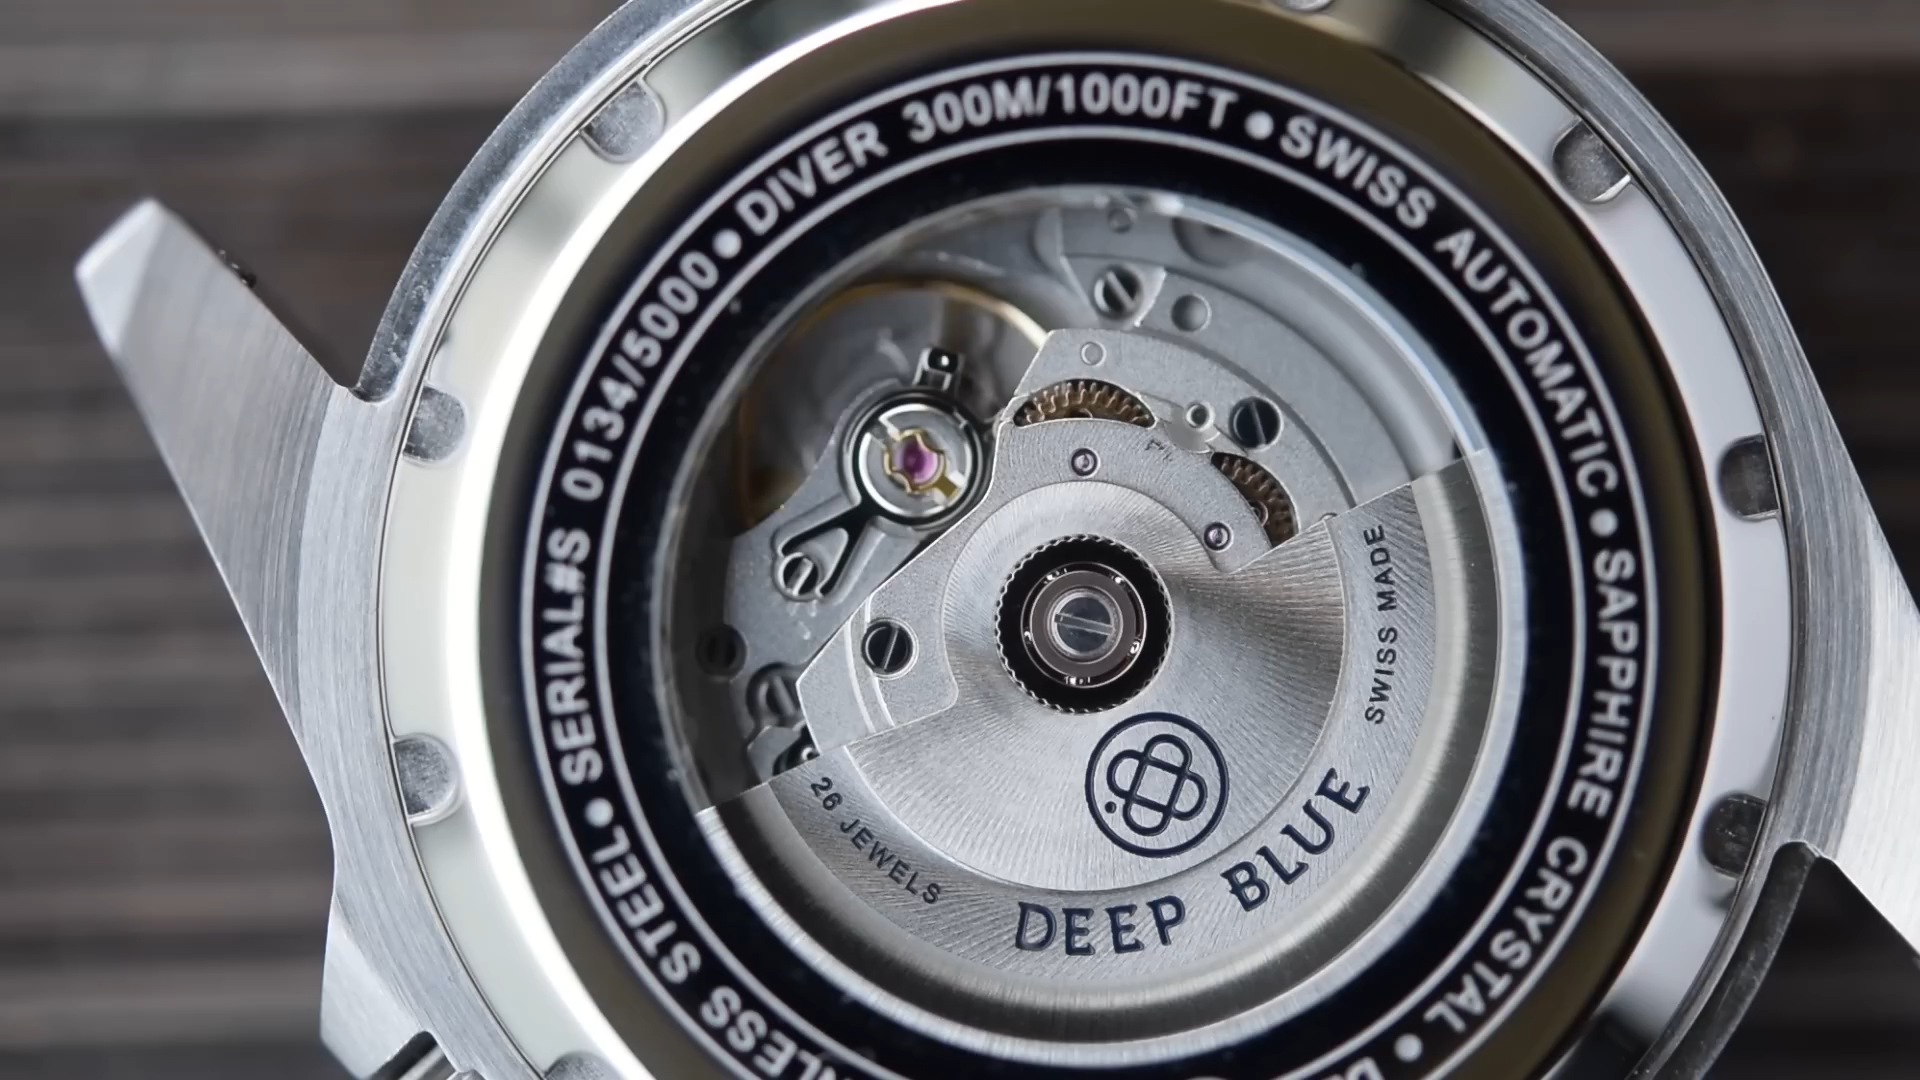 SERIAL#S 0134/5000 • DIVER 300M/1000FT • SWISS AUTOMATIC • SAPPHIRE CRYSTAL •
STEEL •
SWISS MADE
26 JEWELS
DEEP BLUE